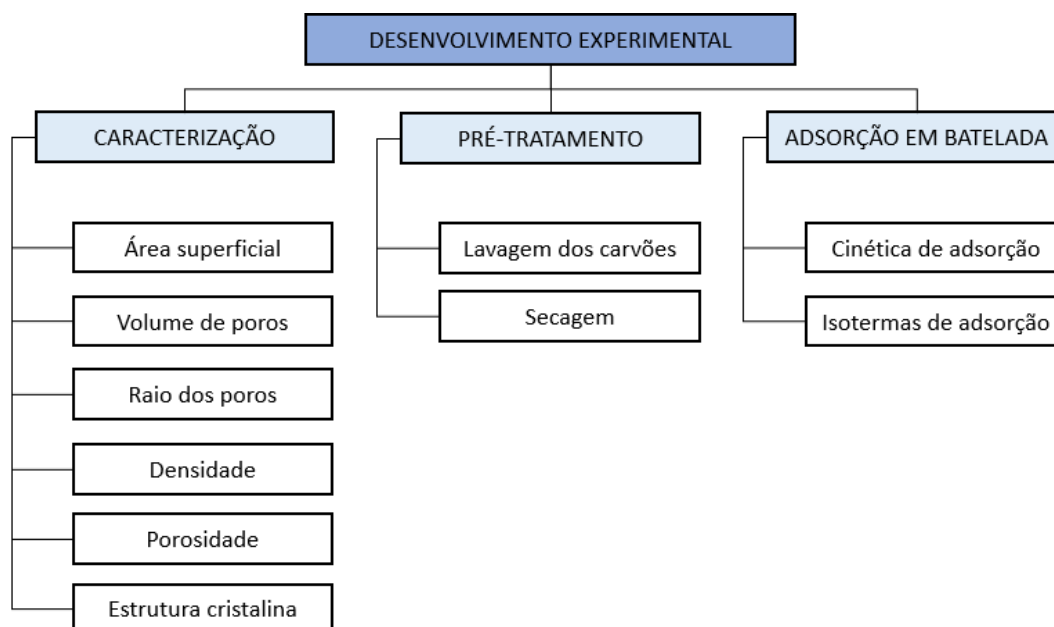 DESENVOLVIMENTO EXPERIMENTAL
CARACTERIZAÇÃO
Área superficial
Volume de poros
Raio dos poros
Densidade
Porosidade
Estrutura cristalina
PRÉ-TRATAMENTO
Lavagem dos carvões
Secagem
ADSORÇÃO EM BATELADA
Cinética de adsorção
Isotermas de adsorção